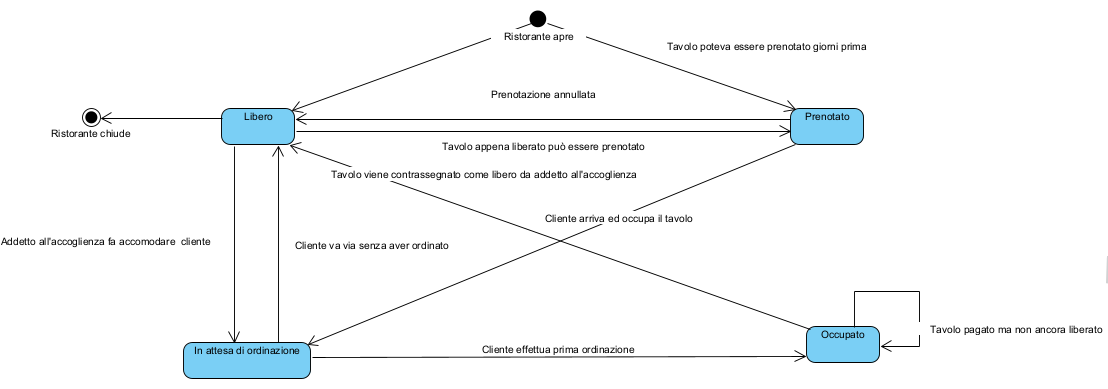 Ristorante apre
Tavolo poteva essere prenotato giorni prima
Prenotazione annullata
Libero
Prenotato
Ristorante chiude
Tavolo appena liberato può essere prenotato
Tavolo viene contrassegnato come libero da addetto all'accoglienza
Cliente arriva ed occupa il tavolo
Addetto all'accoglienza fa accomodare  cliente
Cliente va via senza aver ordinato
Tavolo pagato ma non ancora liberato
Occupato
In attesa di ordinazione
Cliente effettua prima ordinazione